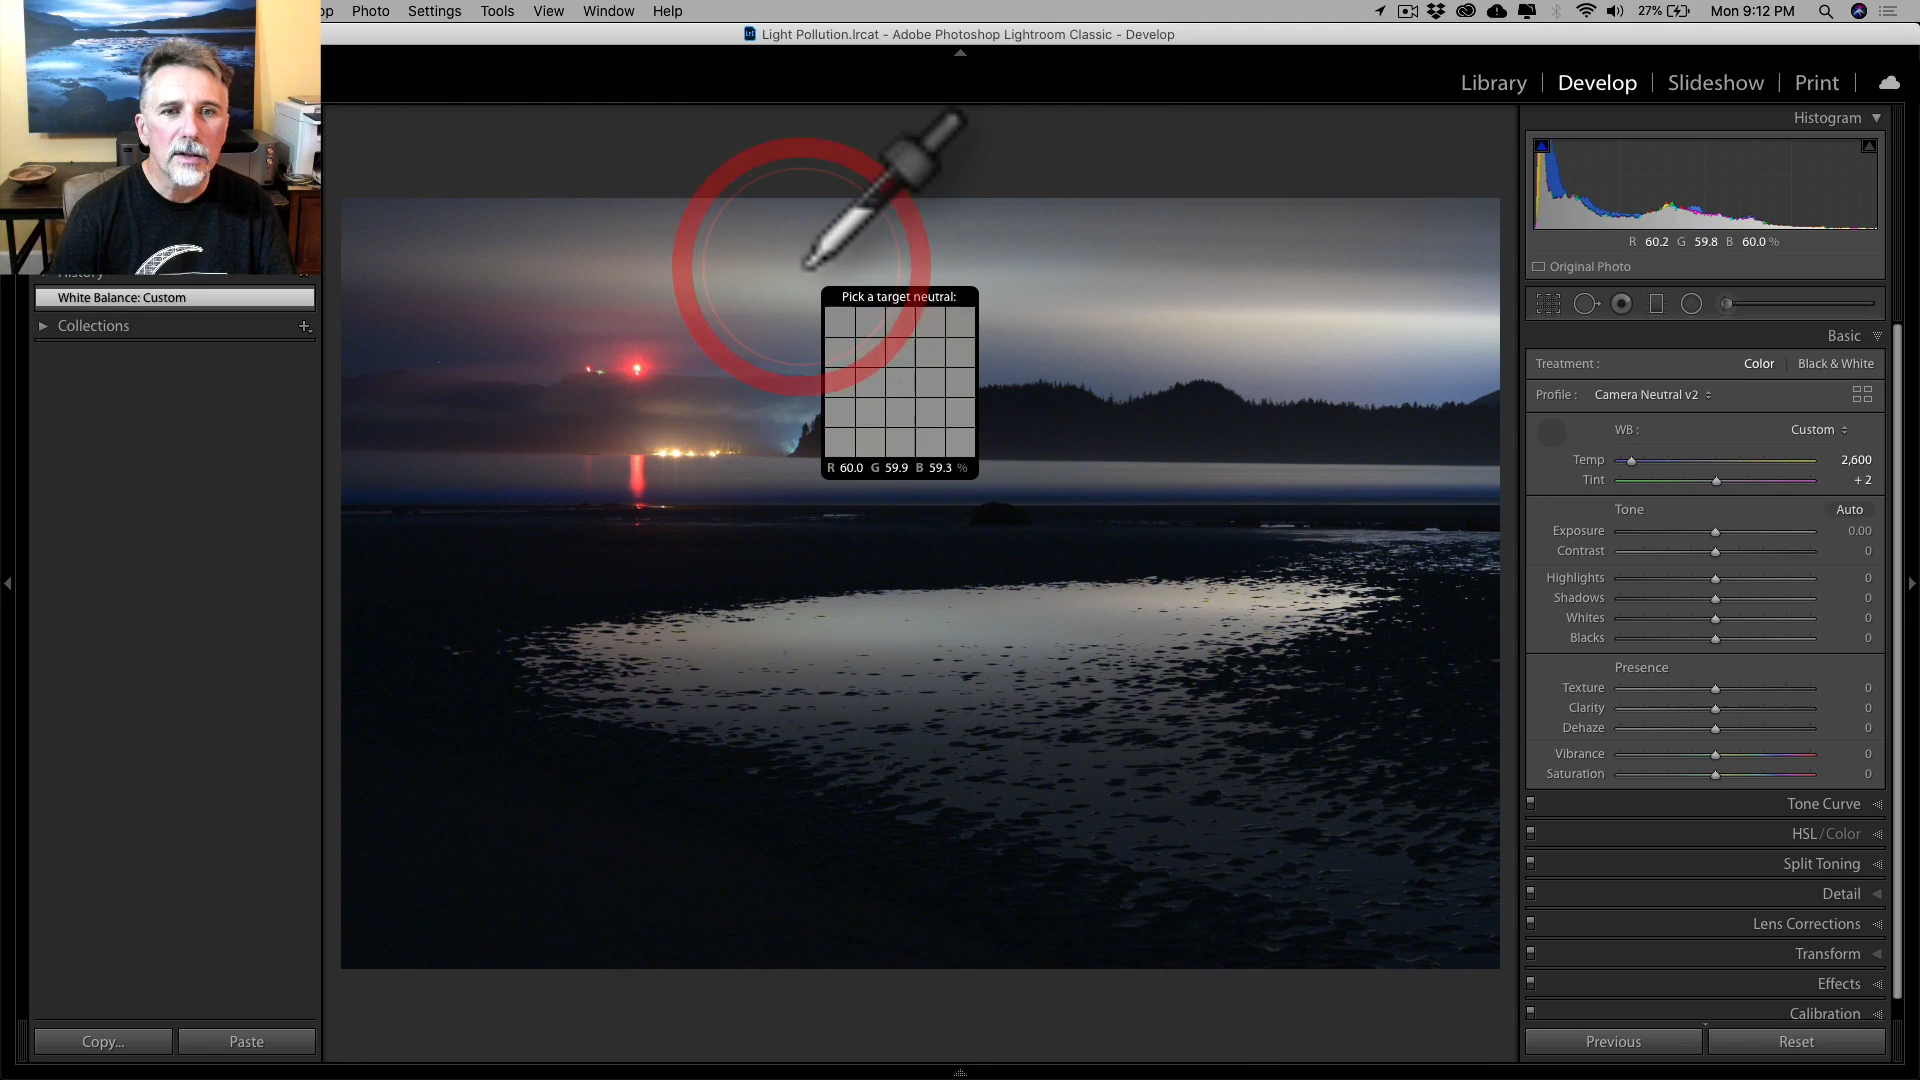 op Photo Settings Tools View Window Help 27% Mon 9:12 PM
Light Pollution.lrcat - Adobe Photoshop Lightroom Classic - Develop
Library Develop Slideshow Print
Histogram
R 60.2 G 59.8 B 60.0 %
Original Photo
History
White Balance: Custom
Collections
Pick a target neutral:
R 60.0 G 59.9 B 59.3 %
Basic
Treatment : Color Black & White
Profile : Camera Neutral v2
WB : Custom
Temp 2,600
Tint + 2
Tone Auto
Exposure 0.00
Contrast 0
Highlights 0
Shadows 0
Whites 0
Blacks 0
Presence
Texture 0
Clarity 0
Dehaze 0
Vibrance 0
Saturation 0
Tone Curve
HSL / Color
Split Toning
Detail
Lens Corrections
Transform
Effects
Calibration
Copy... Paste
Previous Reset